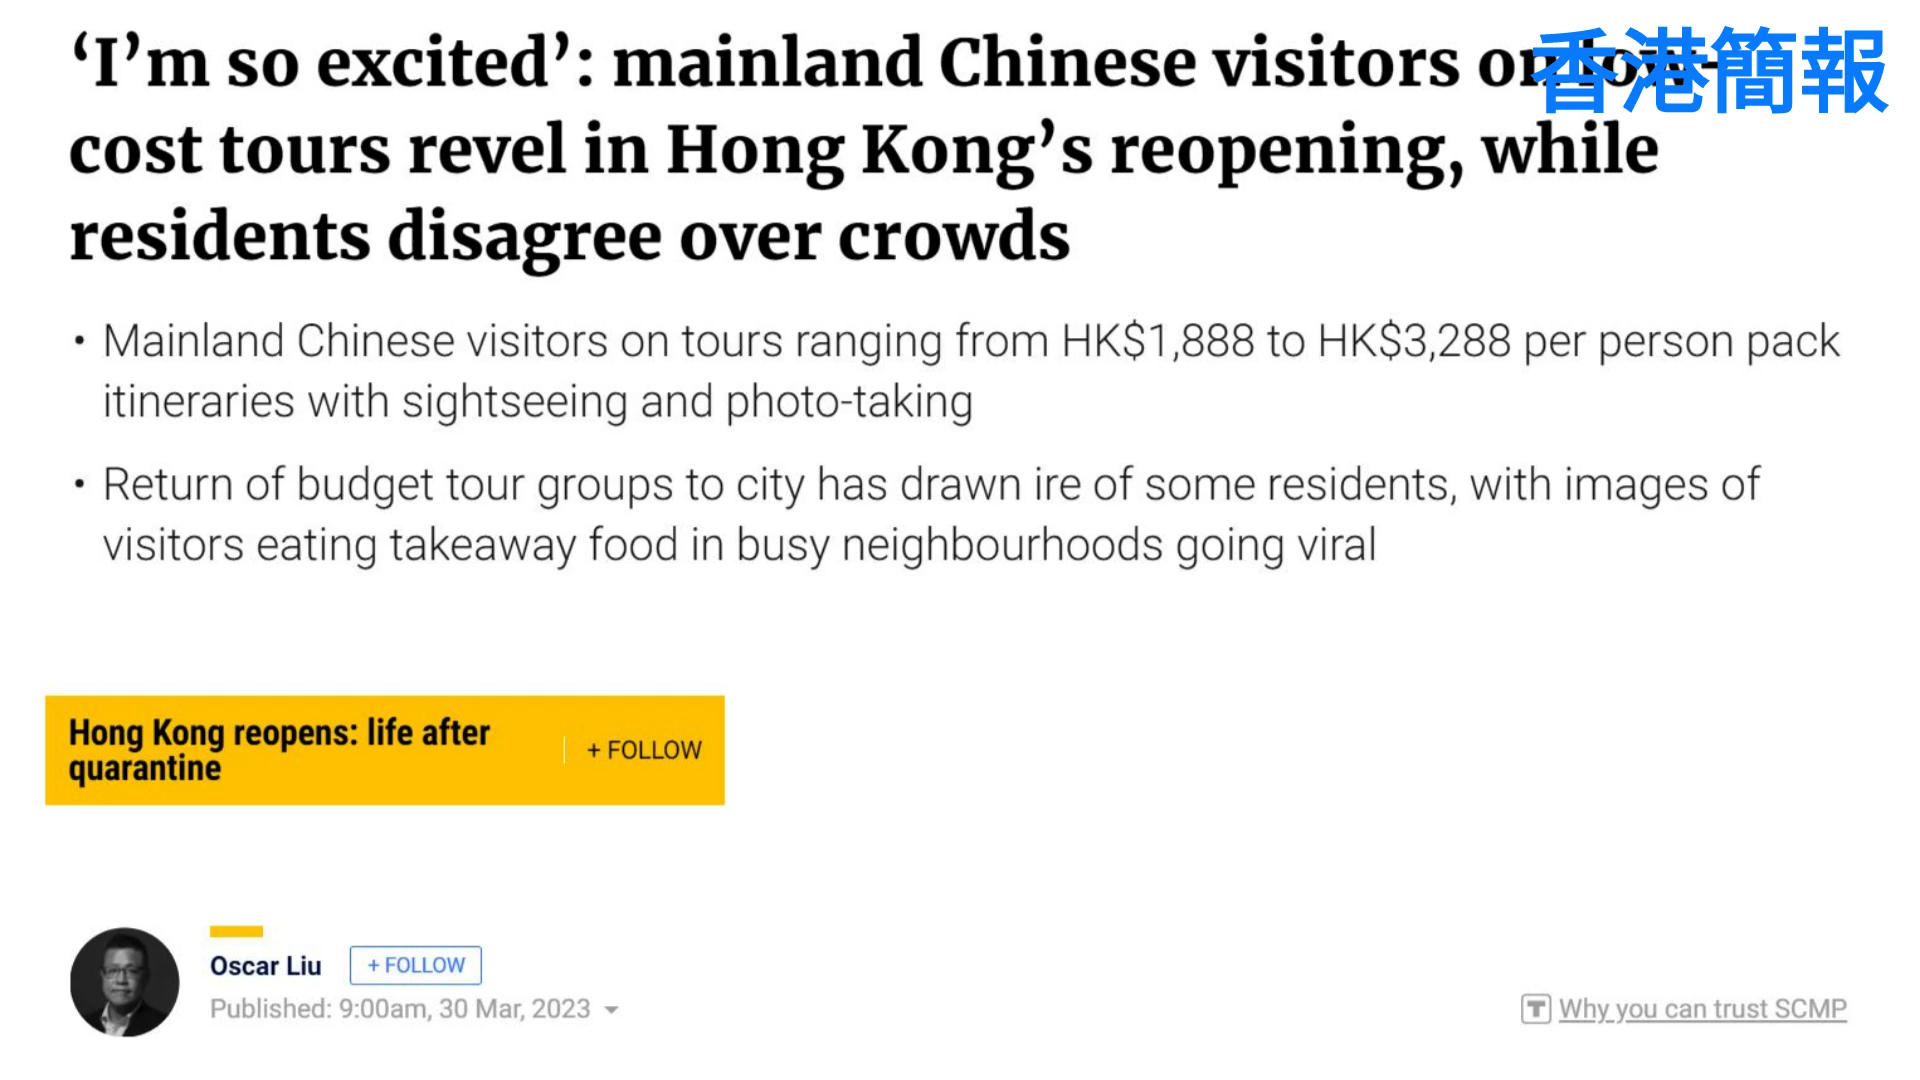 ‘I’m so excited’: mainland Chinese visitors on low-
香港簡報
cost tours revel in Hong Kong’s reopening, while
residents disagree over crowds
• Mainland Chinese visitors on tours ranging from HK$1,888 to HK$3,288 per person pack
itineraries with sightseeing and photo-taking
• Return of budget tour groups to city has drawn ire of some residents, with images of
visitors eating takeaway food in busy neighbourhoods going viral
Hong Kong reopens: life after
quarantine
+ FOLLOW
Oscar Liu
+ FOLLOW
Published: 9:00am, 30 Mar, 2023
T Why you can trust SCMP